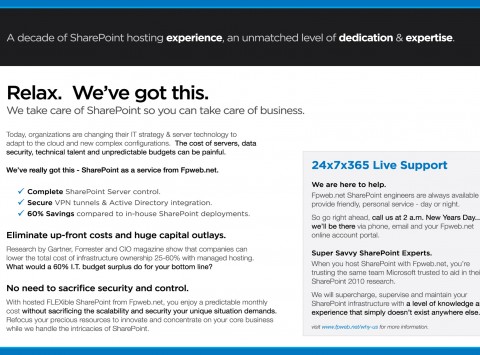 A decade of SharePoint hosting experience, an unmatched level of dedication & expertise.
Relax. We've got this.
We take care of SharePoint so you can take care of business.
Today, organizations are changing their IT strategy & server technology to
adapt to the cloud and new complex configurations. The cost of servers, data
security, technical talent and unpredictable budgets can be painful.
We've really got this - SharePoint as a service from Fpweb.net.
✓ Complete SharePoint Server control.
✓ Secure VPN tunnels & Active Directory integration.
✓ 60% Savings compared to in-house SharePoint deployments.
Eliminate up-front costs and huge capital outlays.
Research by Gartner, Forrester and CIO magazine show that companies can
lower the total cost of infrastructure ownership 25-60% with managed hosting.
What would a 60% I.T. budget surplus do for your bottom line?
No need to sacrifice security and control.
With hosted FLEXible SharePoint from Fpweb.net, you enjoy a predictable monthly
cost without sacrificing the scalability and security your unique situation demands.
Refocus your precious resources to innovate and concentrate on your core business
while we handle the intricacies of SharePoint.
24x7x365 Live Support
We are here to help.
Fpweb.net SharePoint engineers are always available
provide friendly, personal service - day or night.
So go right ahead, call us at 2 a.m. New Years Day...
we'll be there via phone, email and your Fpweb.net
online account portal.
Super Savvy SharePoint Experts.
When you host SharePoint with Fpweb.net, you're
trusting the same team Microsoft trusted to aid in their
SharePoint 2010 research.
We will supercharge, supervise and maintain your
SharePoint infrastructure with a level of knowledge a
experience that simply doesn't exist anywhere else.
visit www.fpweb.net/why-us for more information.